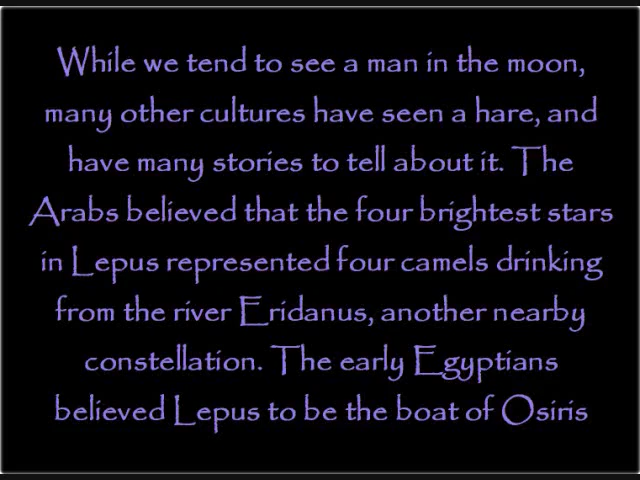 While we tend to see a man in the moon,
many other cultures have seen a hare, and
have many stories to tell about it. The
Arabs believed that the four brightest stars
in Lepus represented four camels drinking
from the river Eridanus, another nearby
constellation. The early Egyptians
believed Lepus to be the boat of Osiris